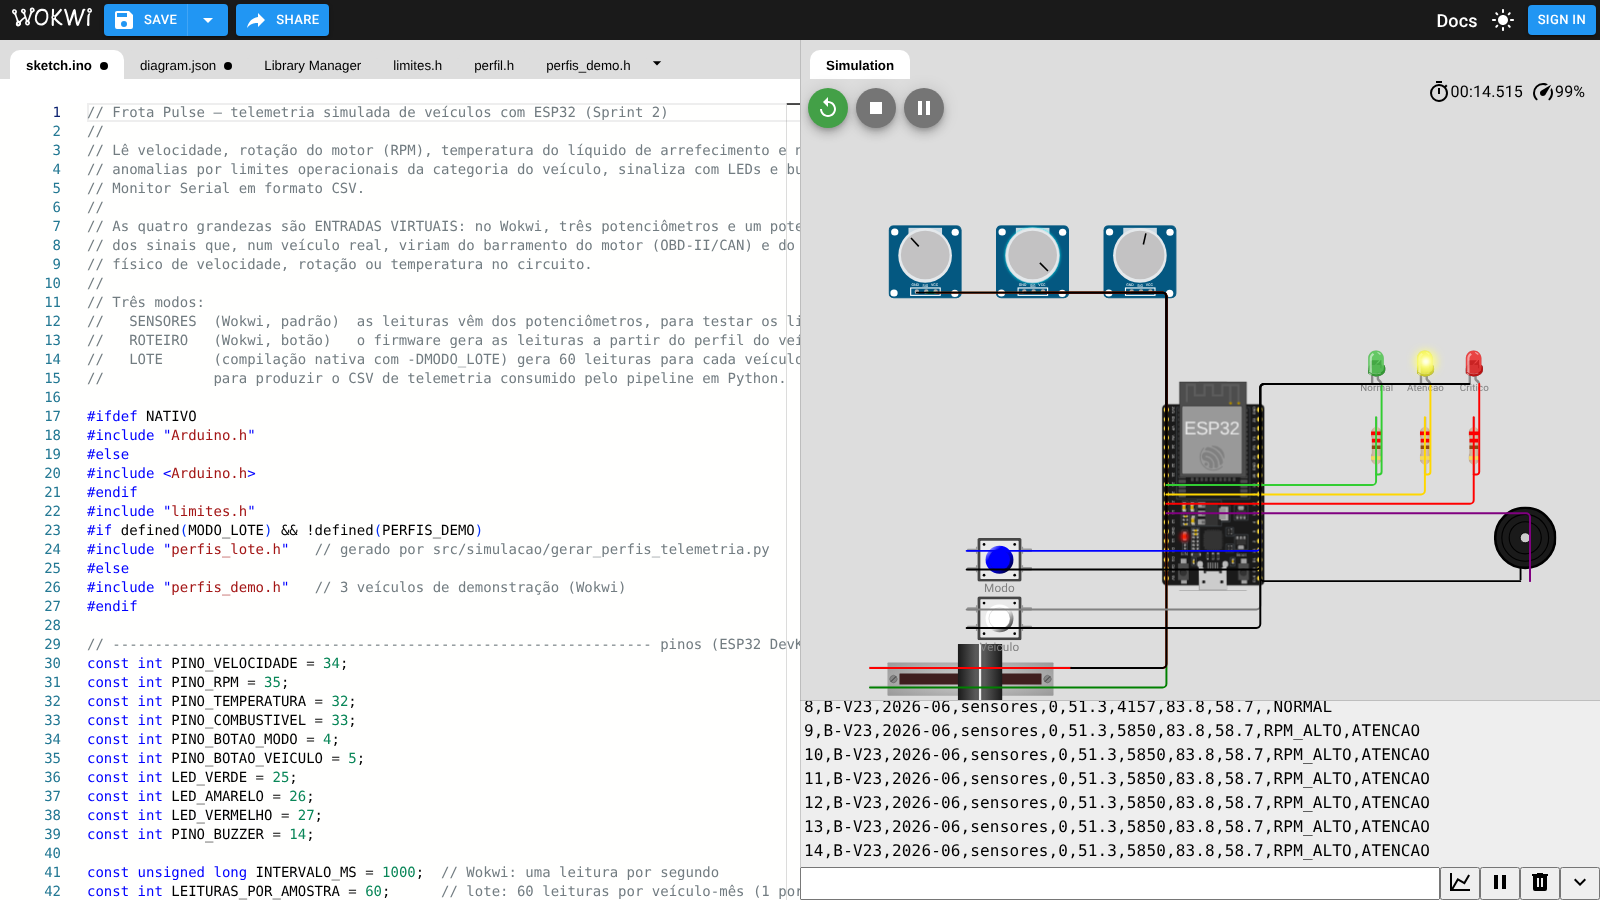 WOKWI
SAVE
SHARE
Docs
SIGN IN
sketch.ino
diagram.json
Library Manager
limites.h
perfil.h
perfis_demo.h
1 // Frota Pulse — telemetria simulada de veículos com ESP32 (Sprint 2)
2 //
3 // Lê velocidade, rotação do motor (RPM), temperatura do líquido de arrefecimento e
4 // anomalias por limites operacionais da categoria do veículo, sinaliza com LEDs e bu
5 // Monitor Serial em formato CSV.
6 //
7 // As quatro grandezas são ENTRADAS VIRTUAIS: no Wokwi, três potenciômetros e um pote
8 // dos sinais que, num veículo real, viriam do barramento do motor (OBD-II/CAN) e do
9 // físico de velocidade, rotação ou temperatura no circuito.
10 //
11 // Três modos:
12 //   SENSORES  (Wokwi, padrão)  as leituras vêm dos potenciômetros, para testar os li
13 //   ROTEIRO   (Wokwi, botão)   o firmware gera as leituras a partir do perfil do veí
14 //   LOTE      (compilação nativa com -DMODO_LOTE) gera 60 leituras para cada veículo
15 //             para produzir o CSV de telemetria consumido pelo pipeline em Python.
16
17 #ifdef NATIVO
18 #include "Arduino.h"
19 #else
20 #include <Arduino.h>
21 #endif
22 #include "limites.h"
23 #if defined(MODO_LOTE) && !defined(PERFIS_DEMO)
24 #include "perfis_lote.h"   // gerado por src/simulacao/gerar_perfis_telemetria.py
25 #else
26 #include "perfis_demo.h"   // 3 veículos de demonstração (Wokwi)
27 #endif
28
29 // ---------------------------------------------------------------- pinos (ESP32 DevK
30 const int PINO_VELOCIDADE = 34;
31 const int PINO_RPM = 35;
32 const int PINO_TEMPERATURA = 32;
33 const int PINO_COMBUSTIVEL = 33;
34 const int PINO_BOTAO_MODO = 4;
35 const int PINO_BOTAO_VEICULO = 5;
36 const int LED_VERDE = 25;
37 const int LED_AMARELO = 26;
38 const int LED_VERMELHO = 27;
39 const int PINO_BUZZER = 14;
40
41 const unsigned long INTERVALO_MS = 1000;  // Wokwi: uma leitura por segundo
42 const int LEITURAS_POR_AMOSTRA = 60;      // lote: 60 leituras por veículo-mês (1 por
Simulation
00:14.515
99%
GND SIG VCC
GND SIG VCC
GND SIG VCC
Normal
Atencao
Critico
ESP32
Modo
Veiculo
8,B-V23,2026-06,sensores,0,51.3,4157,83.8,58.7,,NORMAL
9,B-V23,2026-06,sensores,0,51.3,5850,83.8,58.7,RPM_ALTO,ATENCAO
10,B-V23,2026-06,sensores,0,51.3,5850,83.8,58.7,RPM_ALTO,ATENCAO
11,B-V23,2026-06,sensores,0,51.3,5850,83.8,58.7,RPM_ALTO,ATENCAO
12,B-V23,2026-06,sensores,0,51.3,5850,83.8,58.7,RPM_ALTO,ATENCAO
13,B-V23,2026-06,sensores,0,51.3,5850,83.8,58.7,RPM_ALTO,ATENCAO
14,B-V23,2026-06,sensores,0,51.3,5850,83.8,58.7,RPM_ALTO,ATENCAO